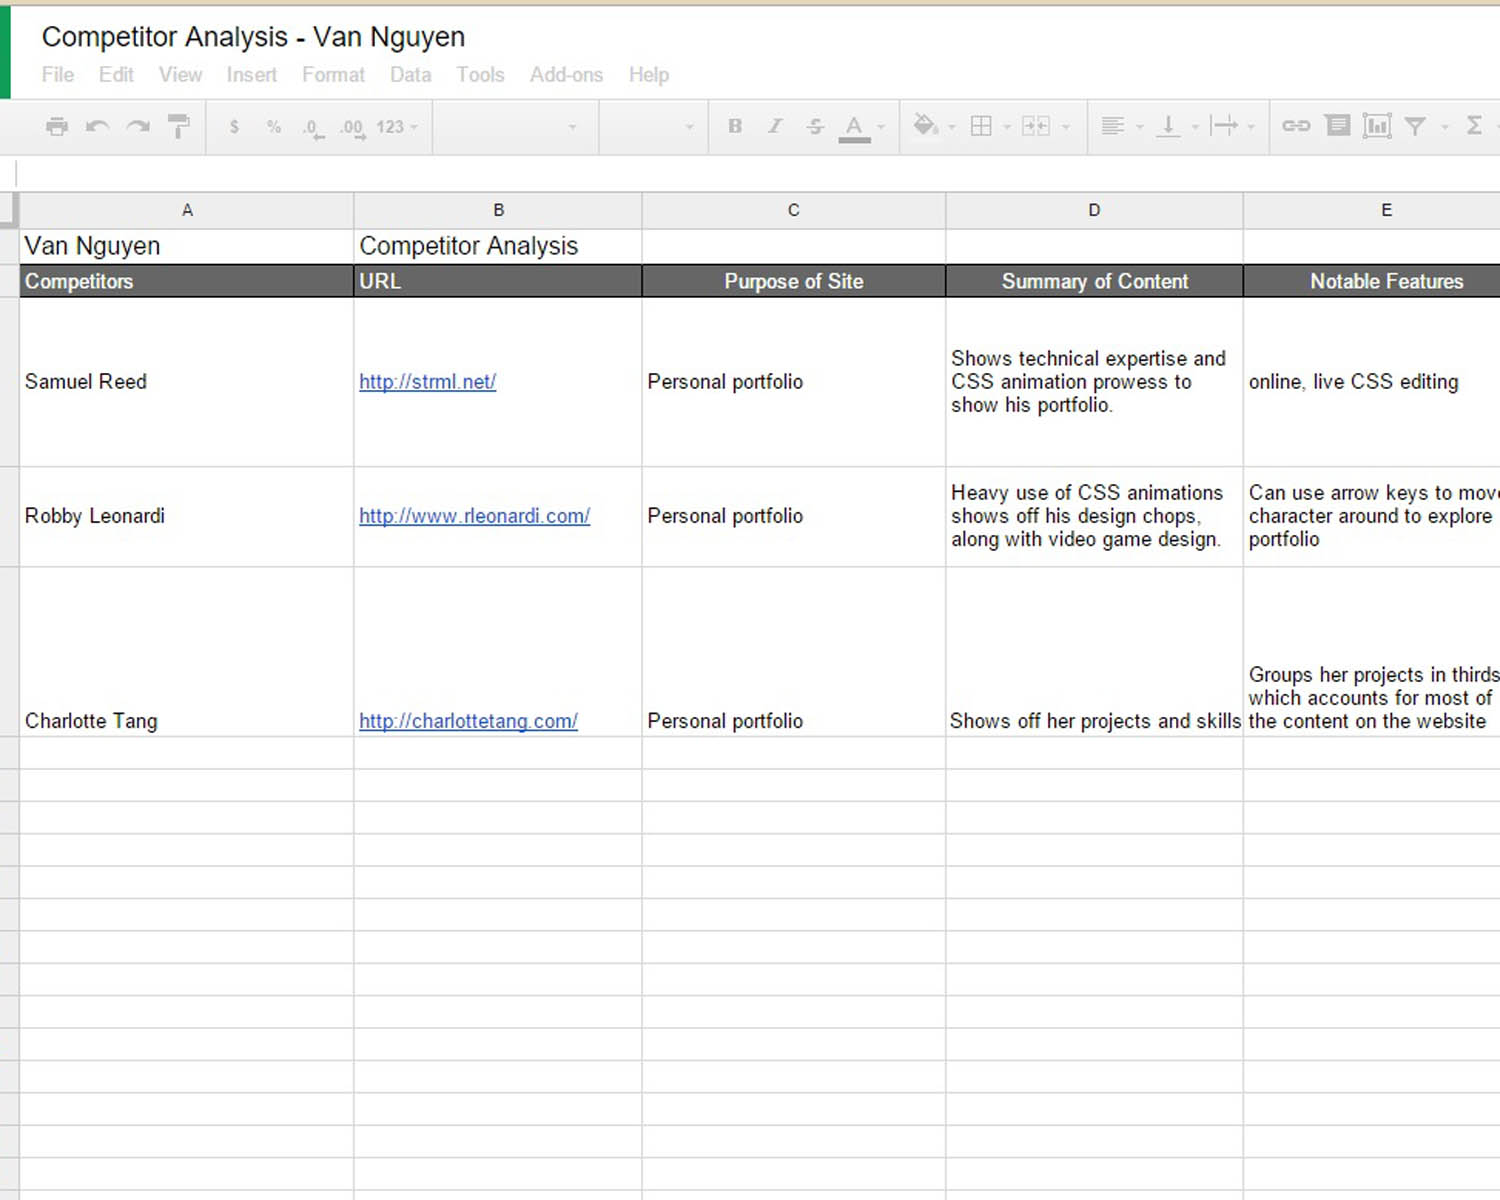 Competitor Analysis - Van Nguyen
File Edit View Insert Format Data Tools Add-ons Help
$ % .0 .00 123 B I S A Σ
A B C D E
Van Nguyen Competitor Analysis
Competitors URL Purpose of Site Summary of Content Notable Features
Samuel Reed
http://strml.net/
Personal portfolio
Shows technical expertise and
CSS animation prowess to
show his portfolio.
online, live CSS editing
Robby Leonardi
http://www.rleonardi.com/
Personal portfolio
Heavy use of CSS animations
shows off his design chops,
along with video game design.
Can use arrow keys to move
character around to explore
portfolio
Charlotte Tang
http://charlottetang.com/
Personal portfolio
Shows off her projects and skills
Groups her projects in thirds
which accounts for most of
the content on the website